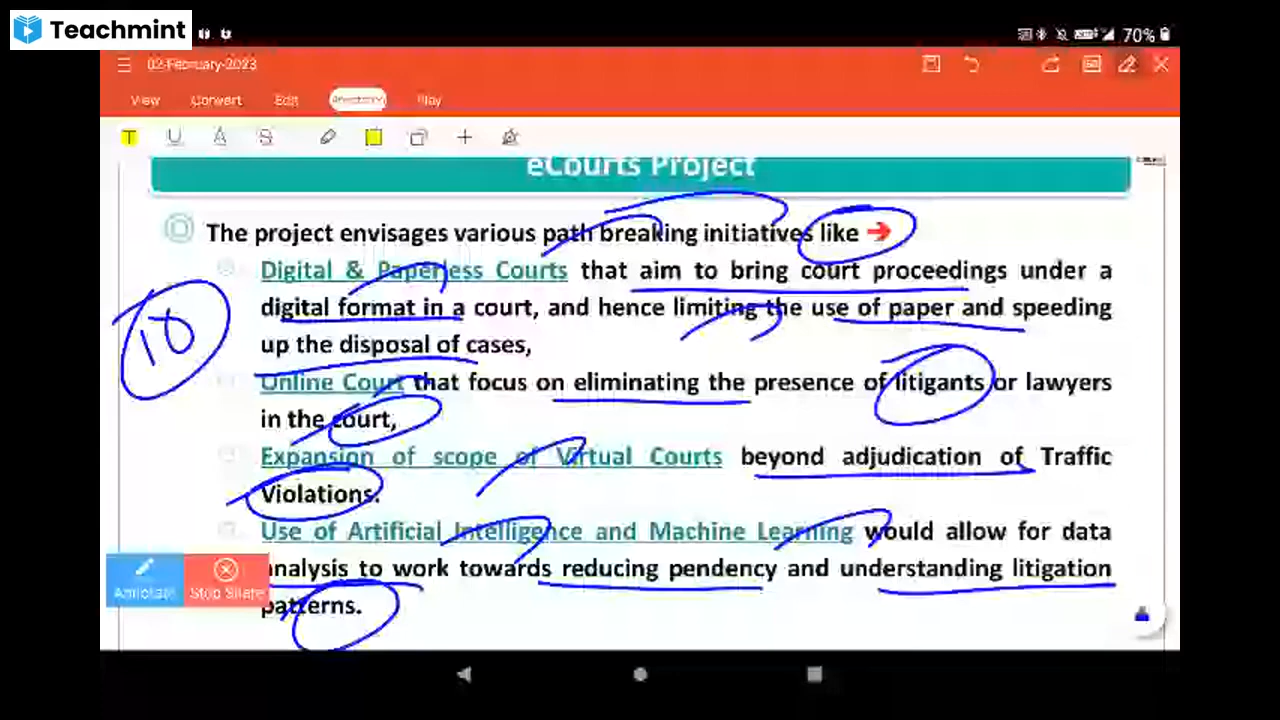 Teachmint
70%
02-February-2023
View Convert Edit Annotate Play
T U A S
eCourts Project
The project envisages various path breaking initiatives like →
Digital & Paperless Courts that aim to bring court proceedings under a
digital format in a court, and hence limiting the use of paper and speeding
up the disposal of cases,
Online Court that focus on eliminating the presence of litigants or lawyers
in the court,
Expansion of scope of Virtual Courts beyond adjudication of Traffic
Violations.
Use of Artificial Intelligence and Machine Learning would allow for data
analysis to work towards reducing pendency and understanding litigation
patterns.
Annotate Stop Share